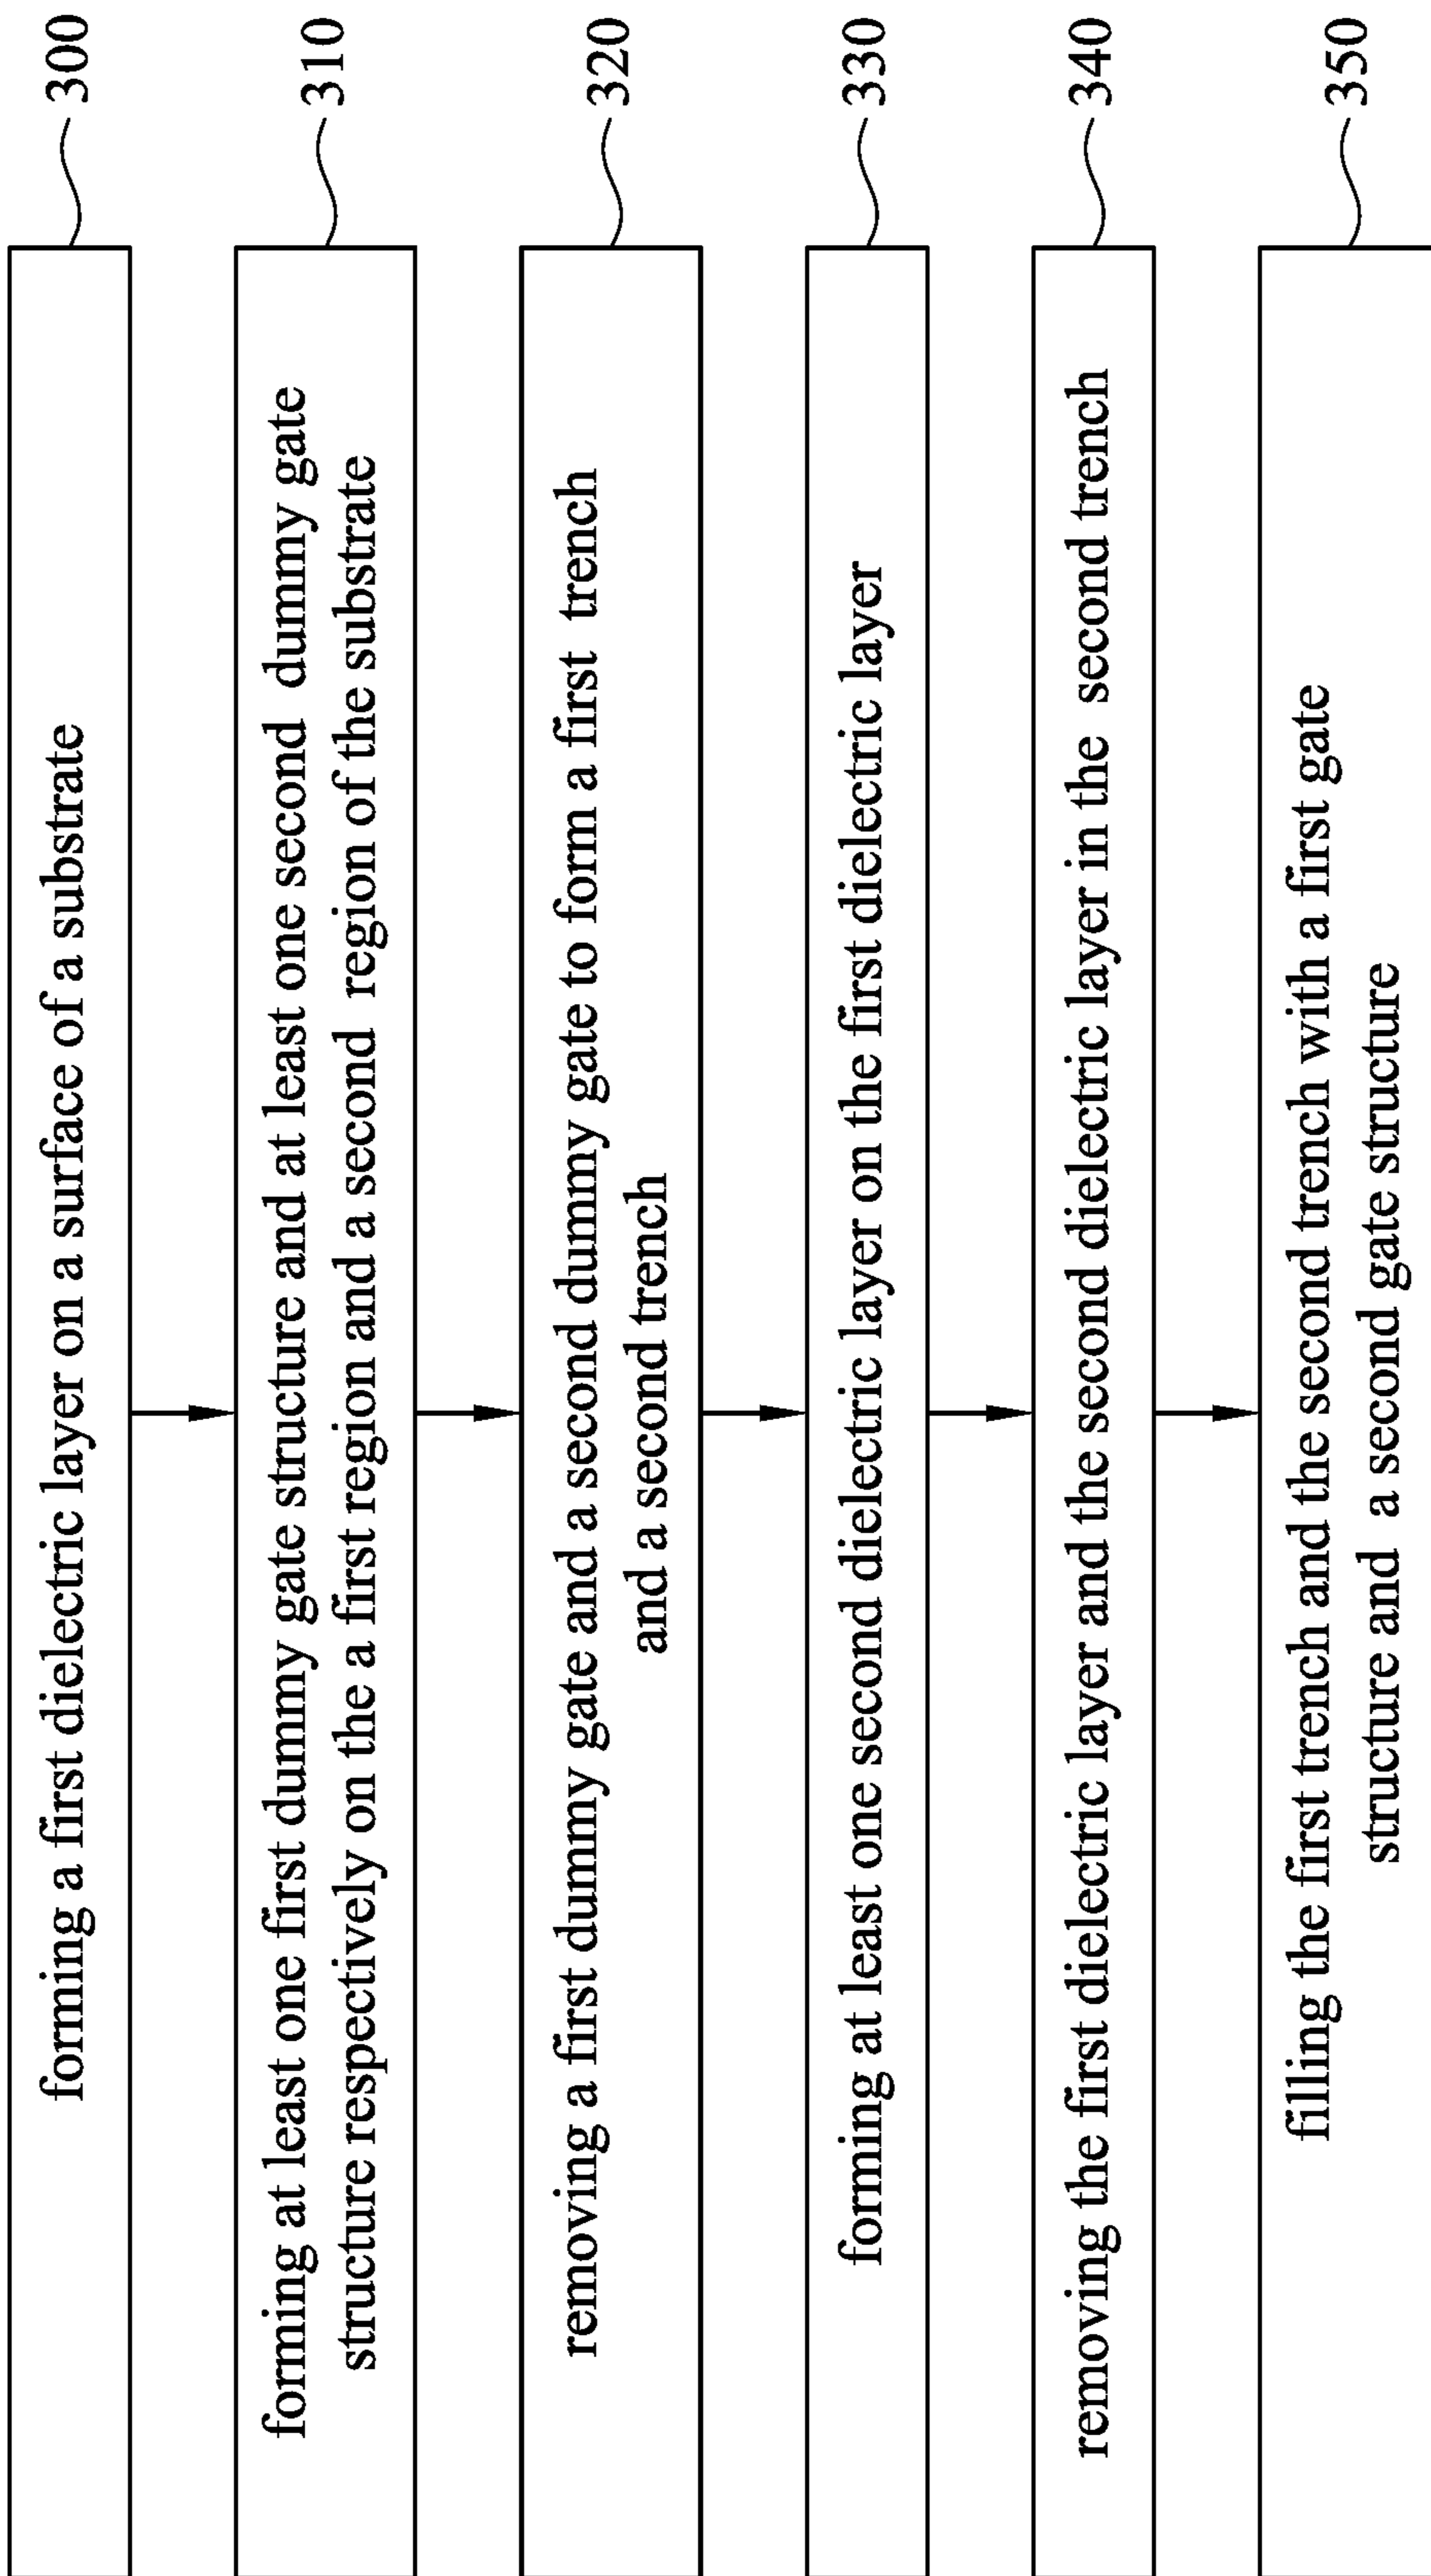 forming a first dielectric layer on a surface of a substrate
300
forming at least one first dummy gate structure and at least one second dummy gate
structure respectively on the a first region and a second region of the substrate
310
removing a first dummy gate and a second dummy gate to form a first trench
and a second trench
320
forming at least one second dielectric layer on the first dielectric layer
330
removing the first dielectric layer and the second dielectric layer in the second trench
340
filling the first trench and the second trench with a first gate
structure and a second gate structure
350